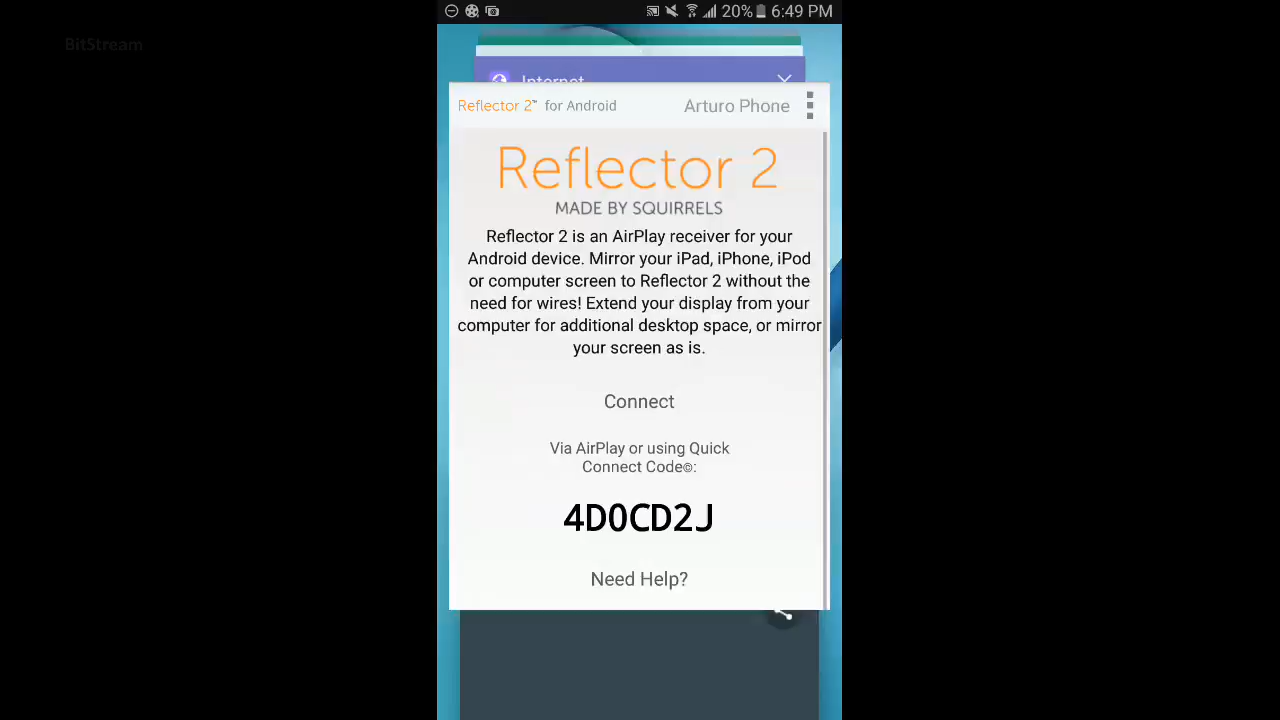 BitStream
20% 6:49 PM
Internet
Reflector 2™ for Android Arturo Phone
Reflector 2
MADE BY SQUIRRELS
Reflector 2 is an AirPlay receiver for your
Android device. Mirror your iPad, iPhone, iPod
or computer screen to Reflector 2 without the
need for wires! Extend your display from your
computer for additional desktop space, or mirror
your screen as is.
Connect
Via AirPlay or using Quick
Connect Code©:
4D0CD2J
Need Help?